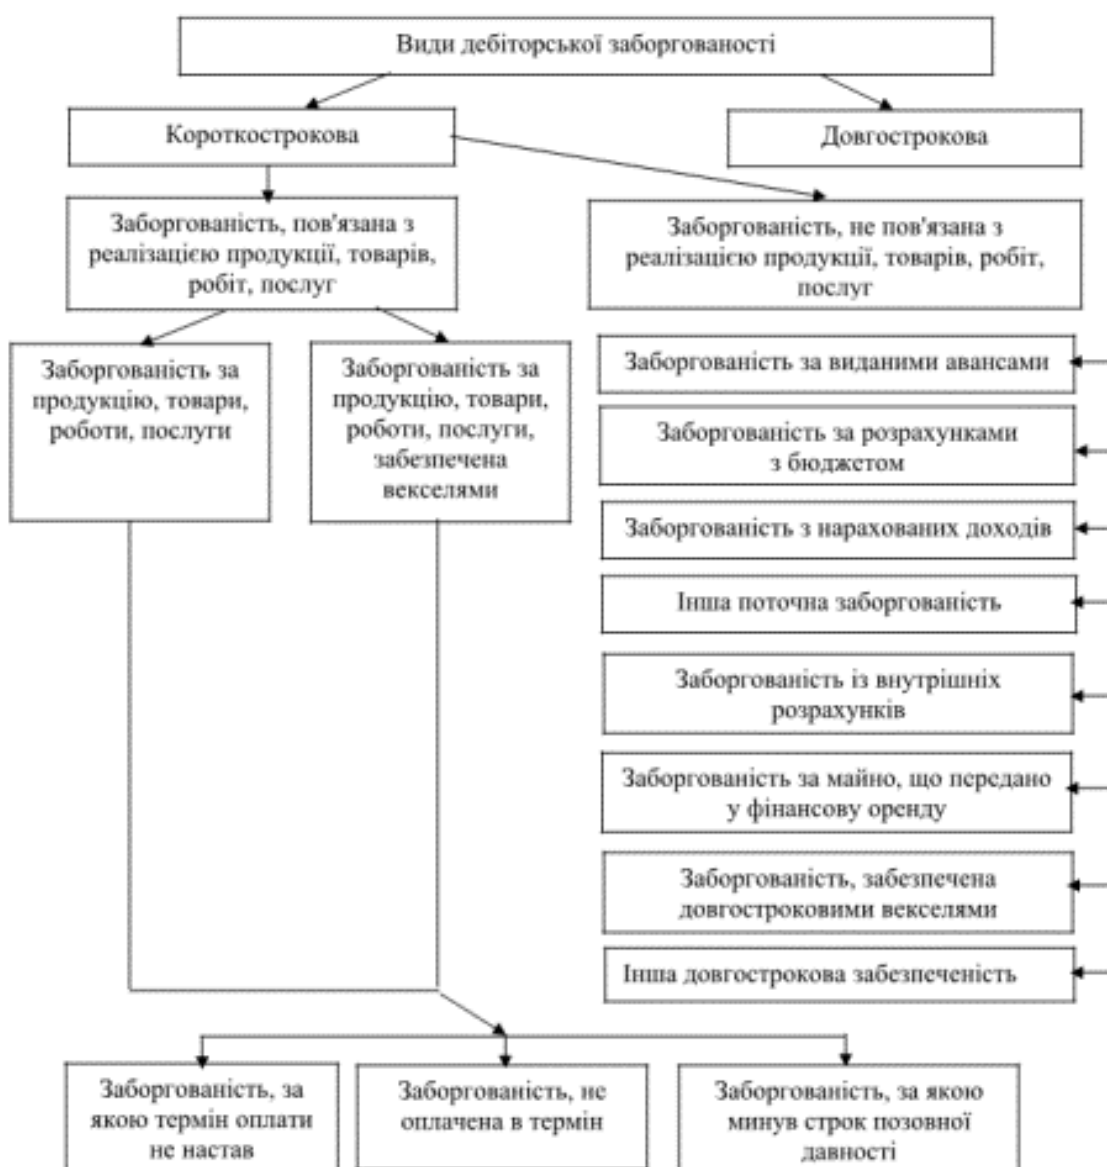 Види дебіторської заборгованості
Короткострокова
Довгострокова
Заборгованість, пов'язана з
реалізацією продукції, товарів,
робіт, послуг
Заборгованість, не пов'язана з
реалізацією продукції, товарів, робіт,
послуг
Заборгованість за
продукцію, товари,
роботи, послуги
Заборгованість за
продукцію, товари,
роботи, послуги,
забезпечена
векселями
Заборгованість за виданими авансами
Заборгованість за розрахунками
з бюджетом
Заборгованість з нарахованих доходів
Інша поточна заборгованість
Заборгованість із внутрішніх
розрахунків
Заборгованість за майно, що передано
у фінансову оренду
Заборгованість, забезпечена
довгостроковими векселями
Інша довгострокова забезпеченість
Заборгованість, за
якою термін оплати
не настав
Заборгованість, не
оплачена в термін
Заборгованість, за якою
минув строк позовної
давності